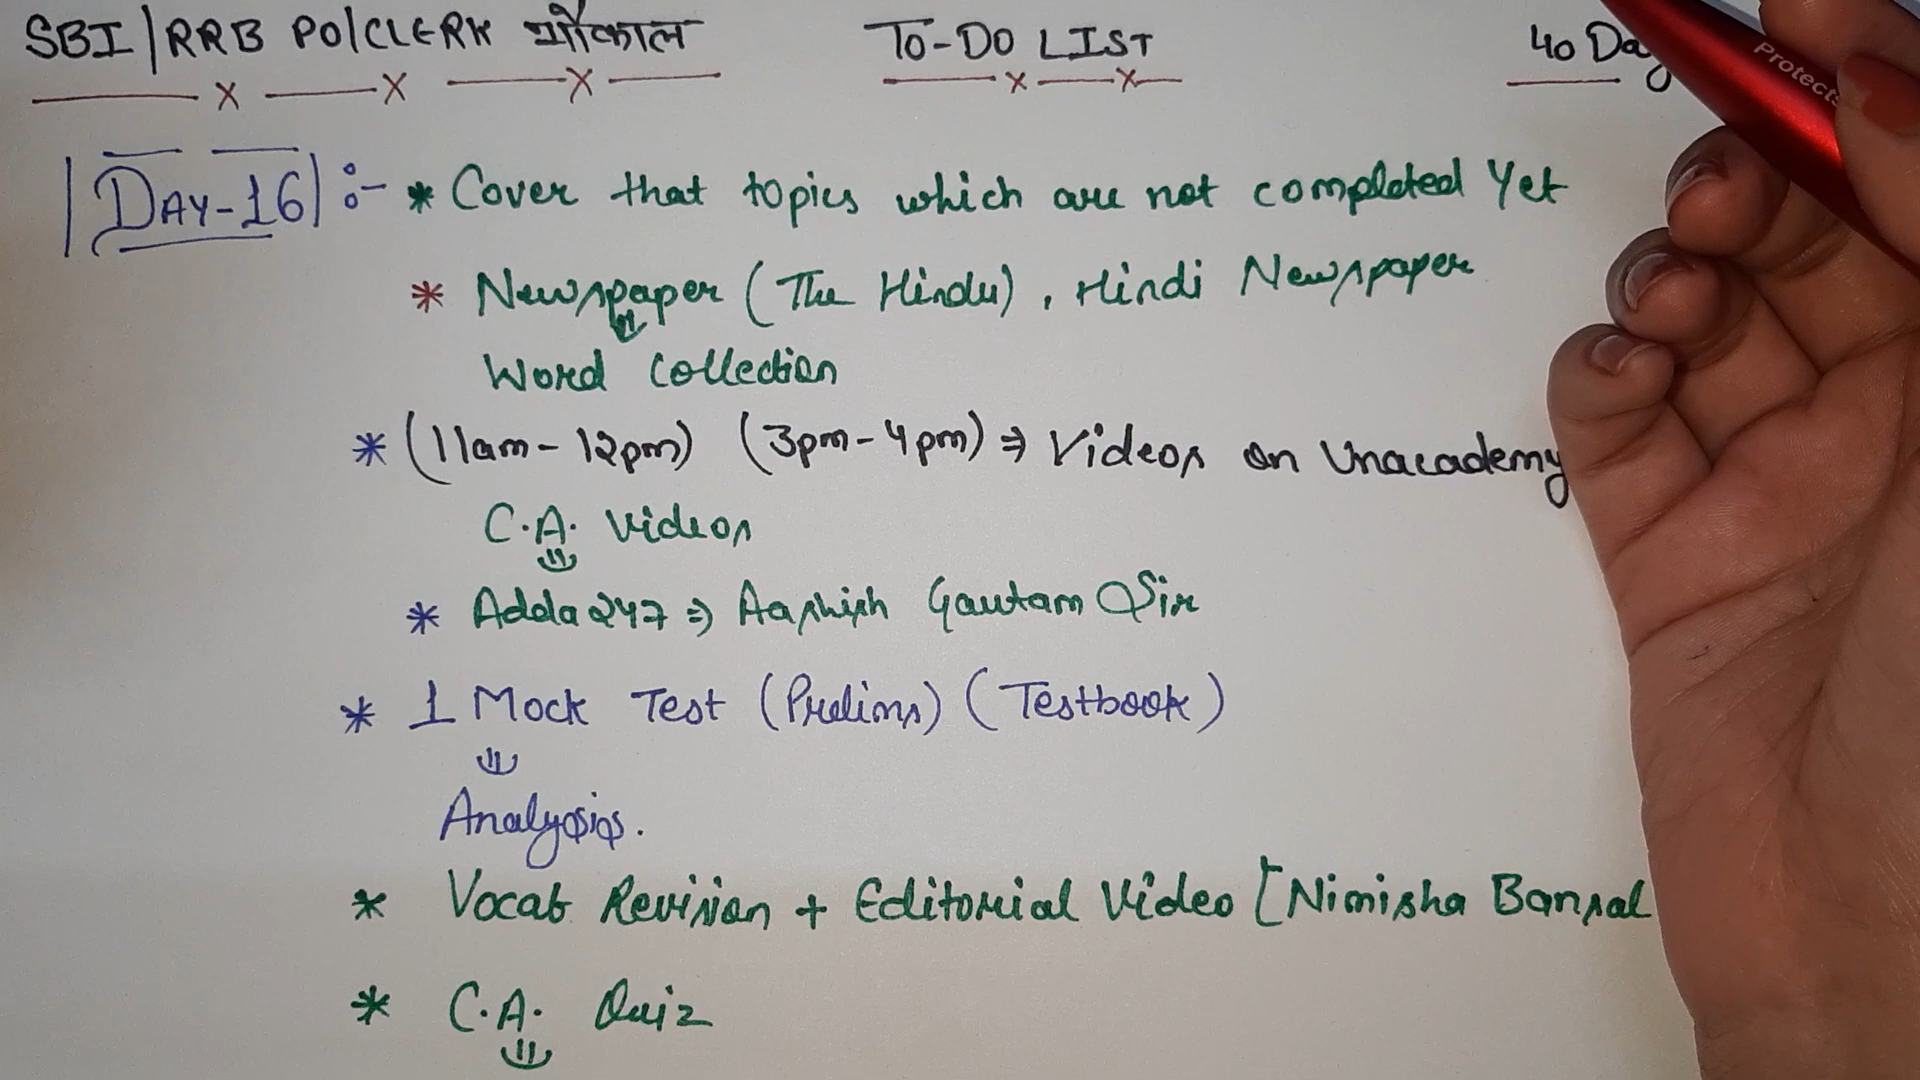 SBI/RRB PO/CLERK भौकाल TO-DO LIST 40 Day
Protect
|DAY-16| :- * Cover that topics which are not completed Yet
* Newspaper (The Hindu), Hindi Newspaper
Word Collection
* (11am-12pm) (3pm-4pm) ⇒ Videos on Unacademy
C.A. Videos
* Adda247 ⇒ Aashish Gautam Sir
* 1 Mock Test (Prelims) (Testbook)
Analysis.
* Vocab Revision + Editorial Video [Nimisha Bansal
* C.A. Quiz